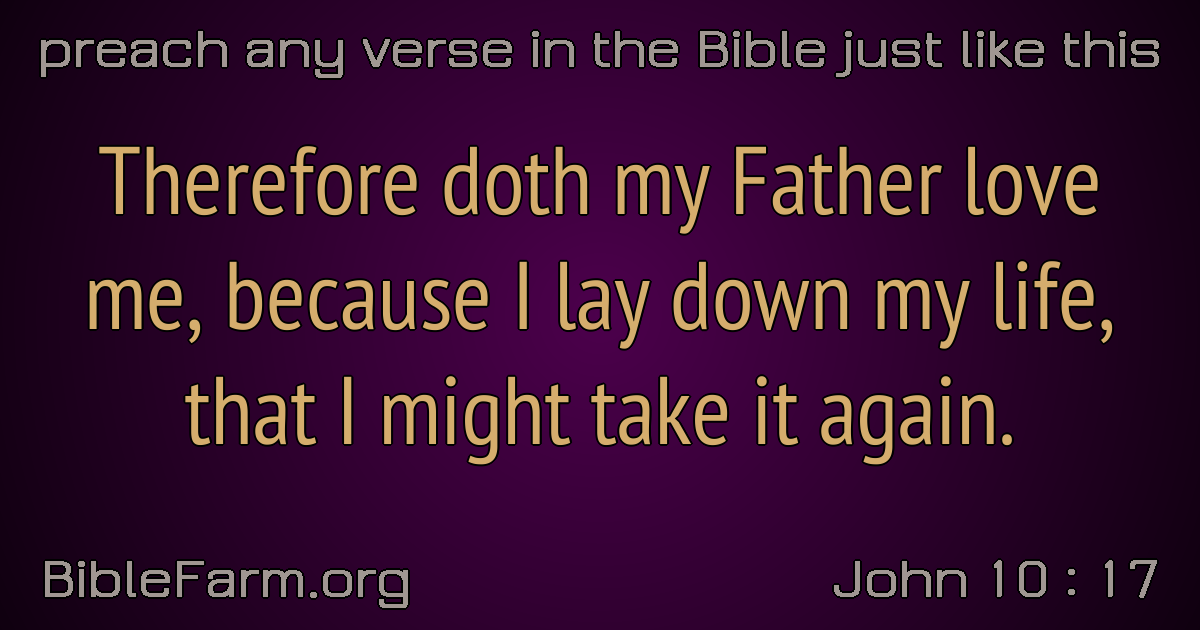 preach any verse in the Bible just like this
Therefore doth my Father love
me, because I lay down my life,
that I might take it again.
BibleFarm.org
John 10 : 17